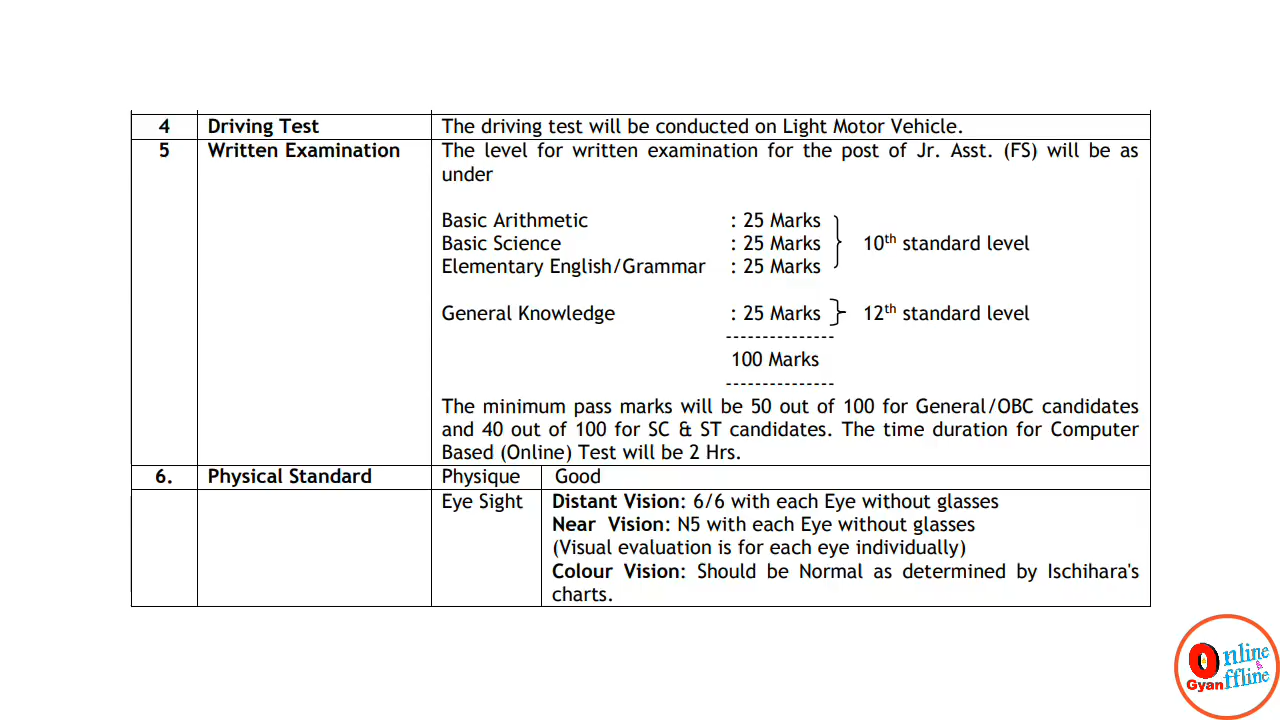 4 Driving Test The driving test will be conducted on Light Motor Vehicle.
5 Written Examination The level for written examination for the post of Jr. Asst. (FS) will be as
under
Basic Arithmetic : 25 Marks
Basic Science : 25 Marks 10th standard level
Elementary English/Grammar : 25 Marks
General Knowledge : 25 Marks 12th standard level
---------------
100 Marks
---------------
The minimum pass marks will be 50 out of 100 for General/OBC candidates
and 40 out of 100 for SC & ST candidates. The time duration for Computer
Based (Online) Test will be 2 Hrs.
6. Physical Standard Physique Good
Eye Sight Distant Vision: 6/6 with each Eye without glasses
Near Vision: N5 with each Eye without glasses
(Visual evaluation is for each eye individually)
Colour Vision: Should be Normal as determined by Ischihara's
charts.
Online
&
Gyan ffline